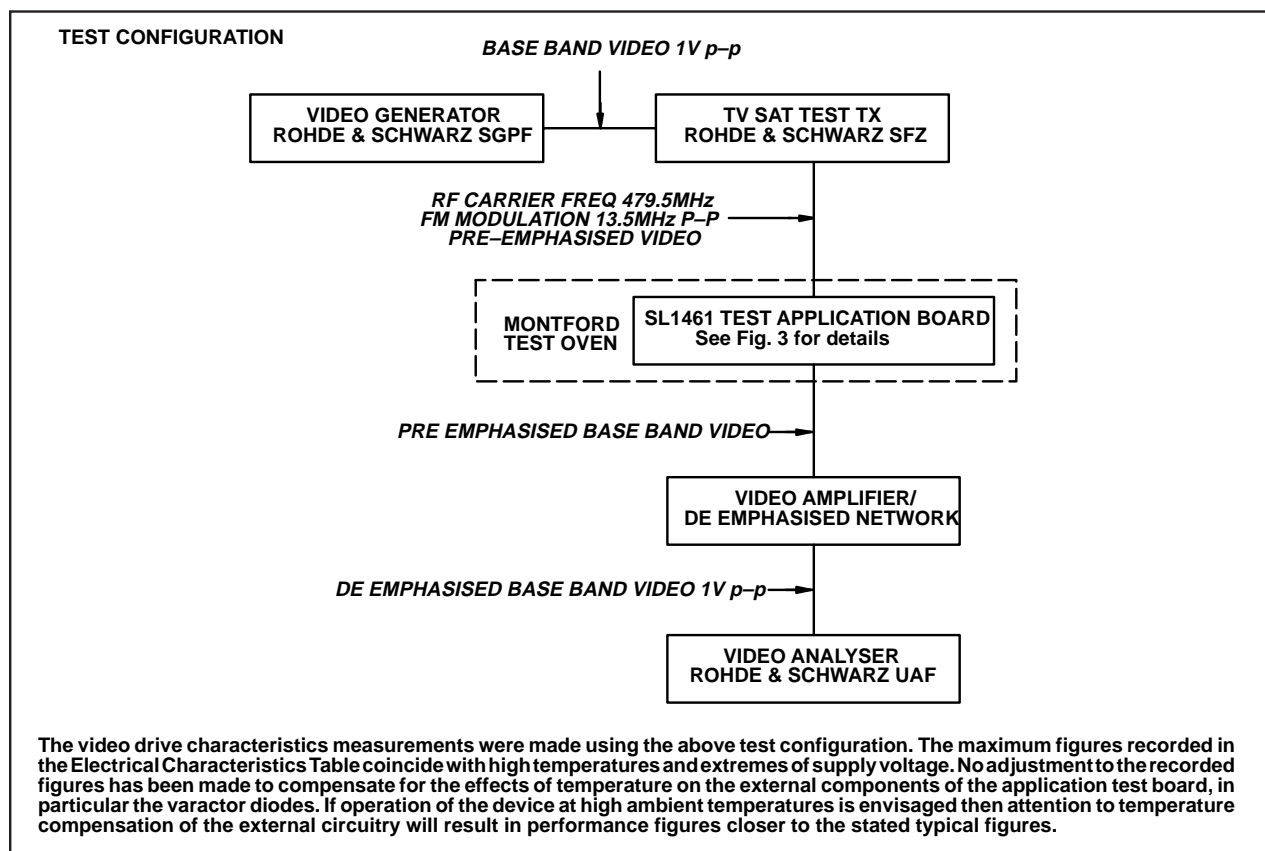 TEST CONFIGURATION
BASE BAND VIDEO 1V p–p
VIDEO GENERATOR
ROHDE & SCHWARZ SGPF
TV SAT TEST TX
ROHDE & SCHWARZ SFZ
RF CARRIER FREQ 479.5MHz
FM MODULATION 13.5MHz P–P
PRE–EMPHASISED VIDEO
MONTFORD
TEST OVEN
SL1461 TEST APPLICATION BOARD
See Fig. 3 for details
PRE EMPHASISED BASE BAND VIDEO
VIDEO AMPLIFIER/
DE EMPHASISED NETWORK
DE EMPHASISED BASE BAND VIDEO 1V p–p
VIDEO ANALYSER
ROHDE & SCHWARZ UAF
The video drive characteristics measurements were made using the above test configuration. The maximum figures recorded in
the Electrical Characteristics Table coincide with high temperatures and extremes of supply voltage. No adjustment to the recorded
figures has been made to compensate for the effects of temperature on the external components of the application test board, in
particular the varactor diodes. If operation of the device at high ambient temperatures is envisaged then attention to temperature
compensation of the external circuitry will result in performance figures closer to the stated typical figures.